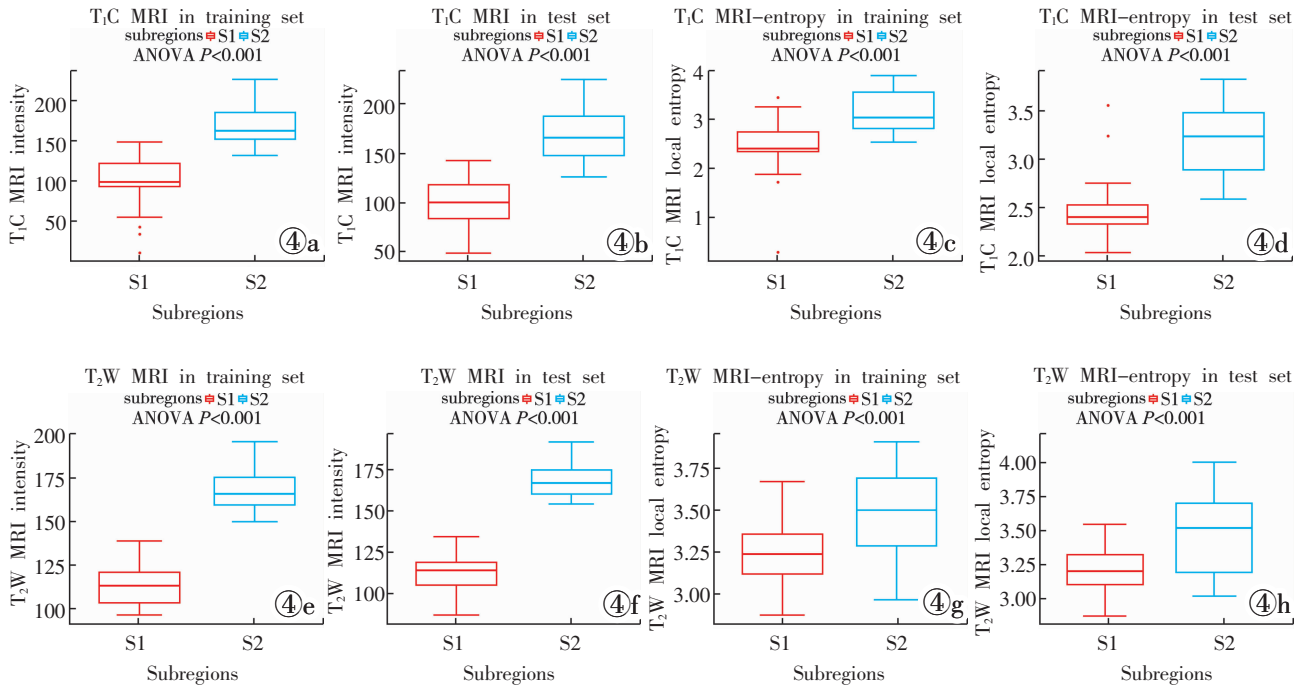 T₁C MRI in training set
subregions S1 S2
ANOVA P<0.001
T₁C MRI intensity
200
150
100
50
④a
S1 S2
Subregions
T₁C MRI in test set
subregions S1 S2
ANOVA P<0.001
T₁C MRI intensity
200
150
100
50
④b
S1 S2
Subregions
T₁C MRI-entropy in training set
subregions S1 S2
ANOVA P<0.001
T₁C MRI local entropy
4
3
2
1
④c
S1 S2
Subregions
T₁C MRI-entropy in test set
subregions S1 S2
ANOVA P<0.001
T₁C MRI local entropy
3.5
3.0
2.5
2.0
④d
S1 S2
Subregions
T₂W MRI in training set
subregions S1 S2
ANOVA P<0.001
T₂W MRI intensity
200
175
150
125
100
④e
S1 S2
Subregions
T₂W MRI in test set
subregions S1 S2
ANOVA P<0.001
T₂W MRI intensity
175
150
125
100
④f
S1 S2
Subregions
T₂W MRI-entropy in training set
subregions S1 S2
ANOVA P<0.001
T₂W MRI local entropy
3.75
3.50
3.25
3.00
④g
S1 S2
Subregions
T₂W MRI-entropy in test set
subregions S1 S2
ANOVA P<0.001
T₂W MRI local entropy
4.00
3.75
3.50
3.25
3.00
④h
S1 S2
Subregions